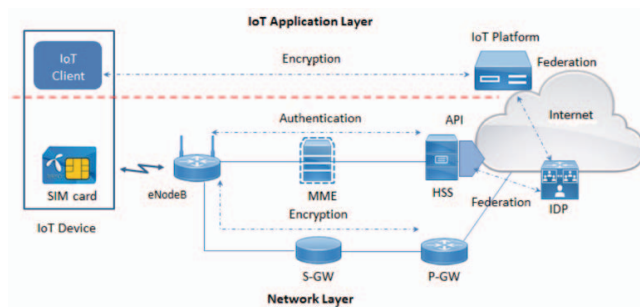 IoT Application Layer
IoT
Client
Encryption
IoT Platform
Federation
Internet
Authentication
API
SIM card
eNodeB
MME
HSS
IDP
Federation
IoT Device
Encryption
S-GW
P-GW
Network Layer